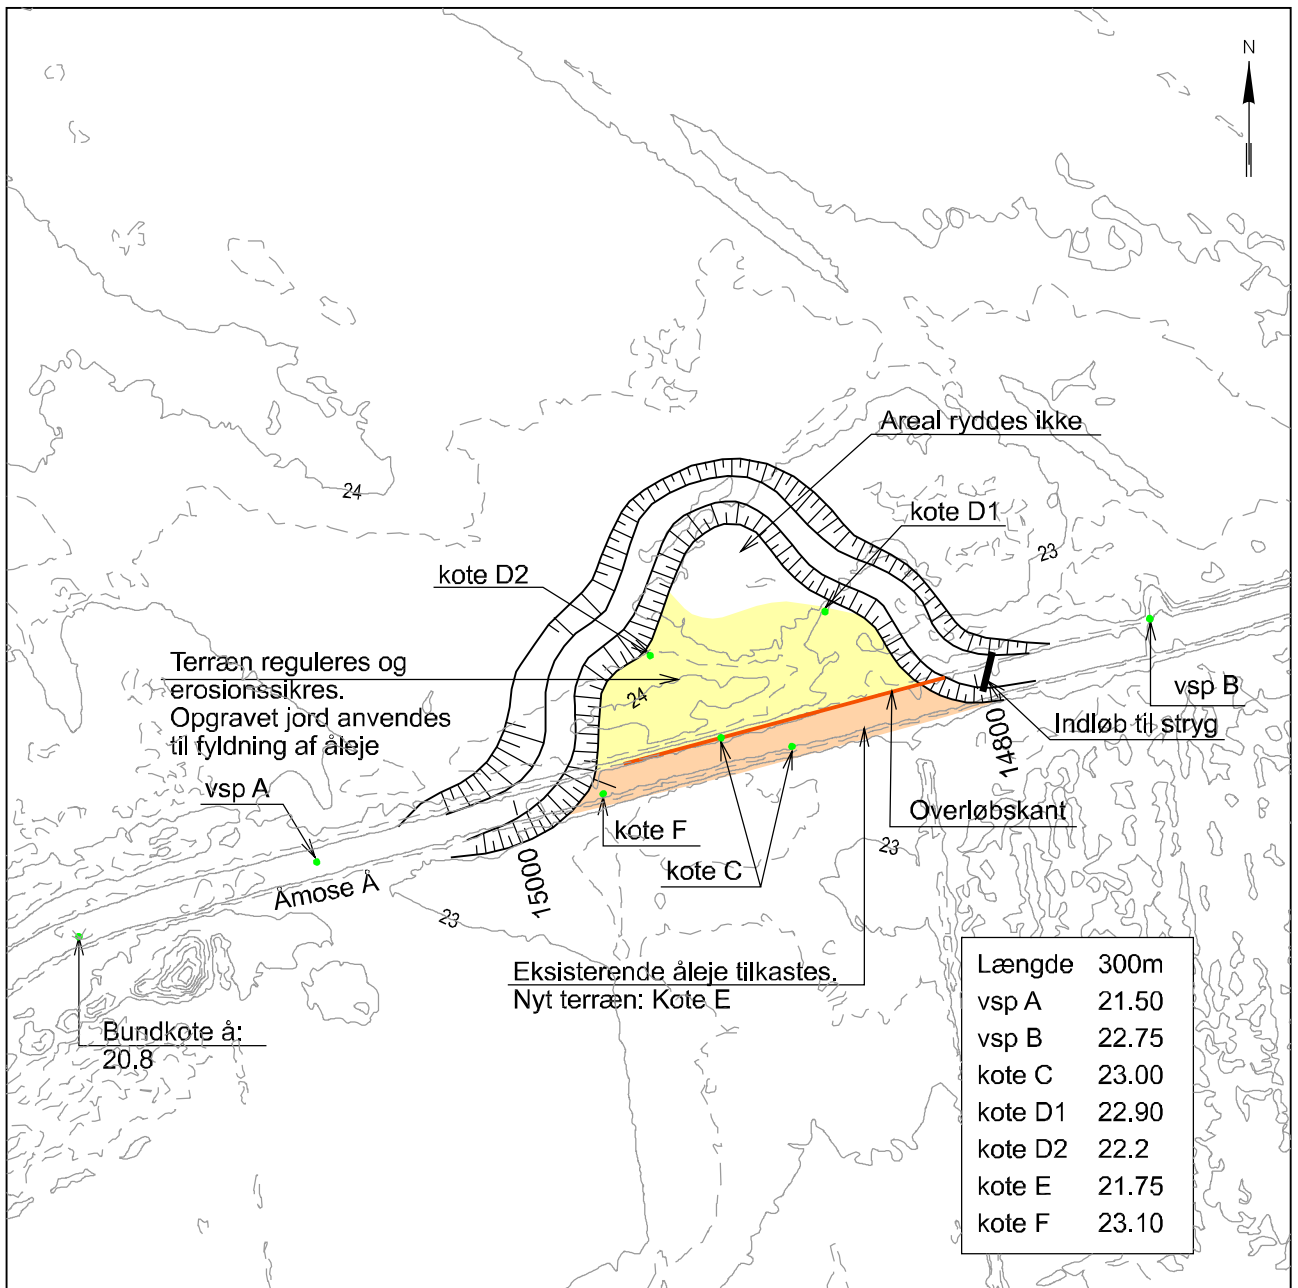 N
Areal ryddes ikke
24
kote D1
23
kote D2
Terræn reguleres og
erosionssikres.
Opgravet jord anvendes
til fyldning af åleje
24
vsp B
Indløb til stryg
14800
vsp A
Overløbskant
kote F
23
kote C
15000
Åmose Å
23
Eksisterende åleje tilkastes.
Nyt terræn: Kote E
Bundkote å:
20.8
Længde 300m
vsp A 21.50
vsp B 22.75
kote C 23.00
kote D1 22.90
kote D2 22.2
kote E 21.75
kote F 23.10